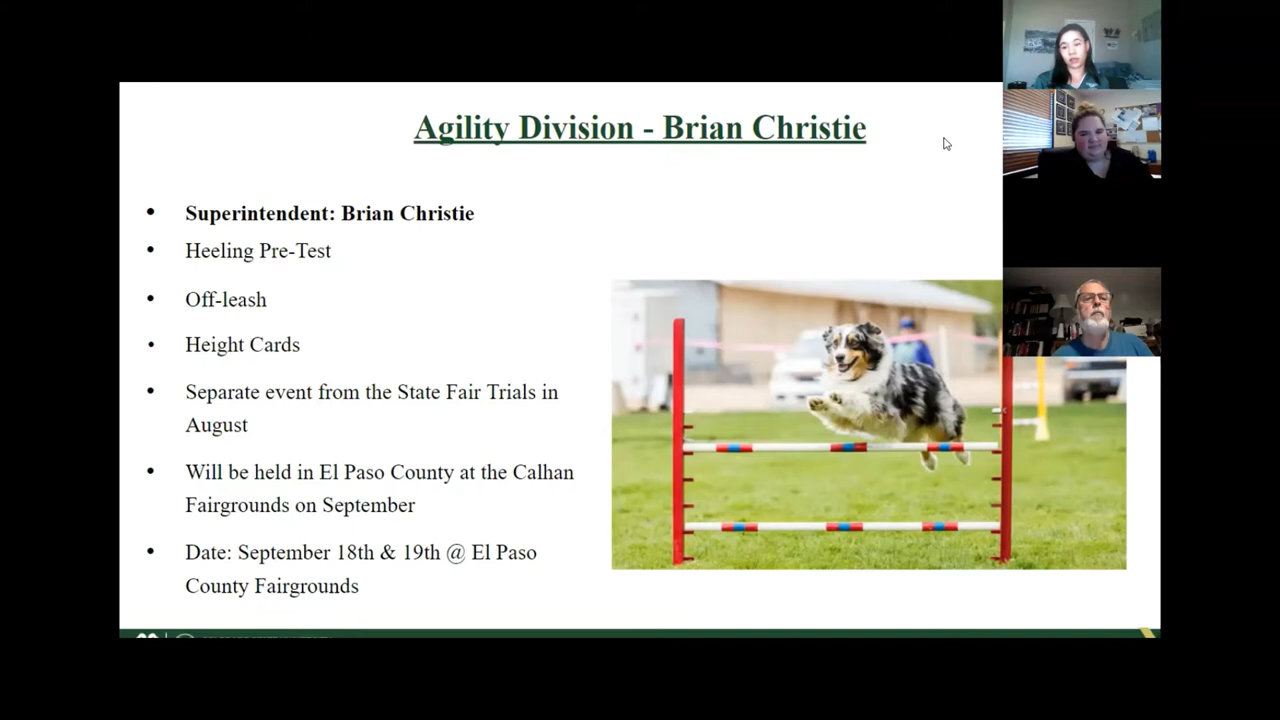 Agility Division - Brian Christie
• Superintendent: Brian Christie
• Heeling Pre-Test
• Off-leash
• Height Cards
• Separate event from the State Fair Trials in
August
• Will be held in El Paso County at the Calhan
Fairgrounds on September
• Date: September 18th & 19th @ El Paso
County Fairgrounds